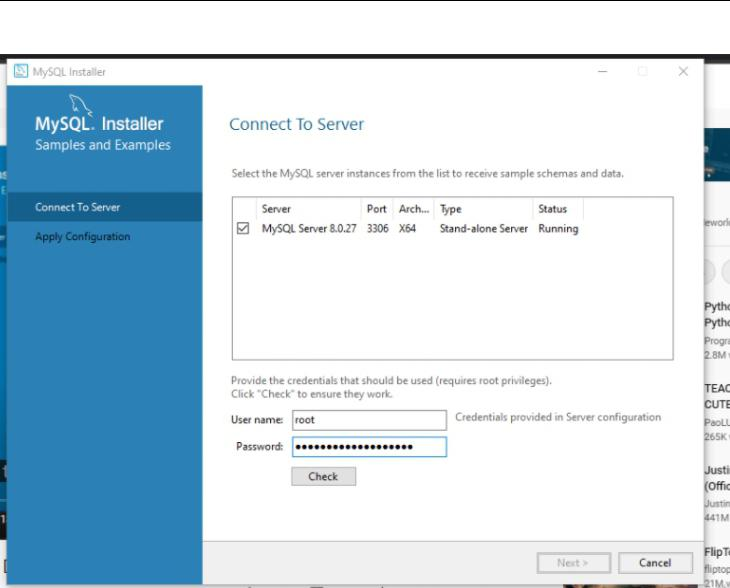 MySQL Installer
MySQL. Installer
Samples and Examples
Connect To Server
Apply Configuration
Connect To Server
Select the MySQL server instances from the list to receive sample schemas and data.
Server Port Arch... Type Status
MySQL Server 8.0.27 3306 X64 Stand-alone Server Running
Provide the credentials that should be used (requires root privileges).
Click "Check" to ensure they work.
User name: root Credentials provided in Server configuration
Password: •••••••••••••••••••
Check
Next > Cancel
2.8M
TEAC
CUTE
PaoLU
265K
Justi
(Offic
Justin
441M
FlipT
fliptop
21M